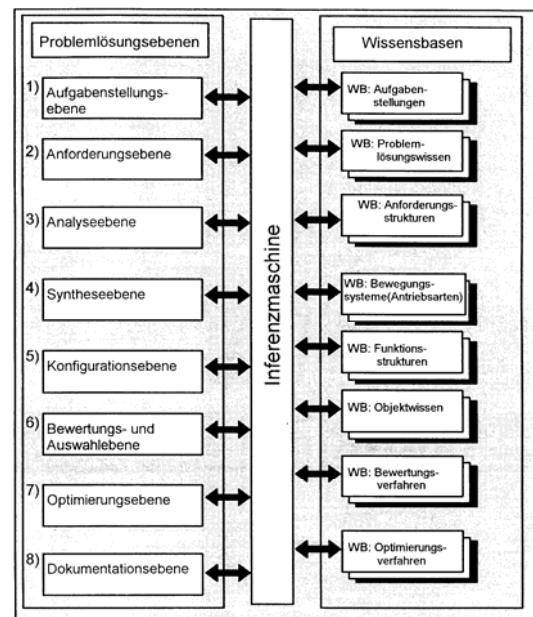 Problemlösungsebenen
1) Aufgabenstellungs-
ebene
2) Anforderungsebene
3) Analyseebene
4) Syntheseebene
5) Konfigurationsebene
6) Bewertungs- und
Auswahlebene
7) Optimierungsebene
8) Dokumentationsebene
Inferenzmaschine
Wissensbasen
WB: Aufgaben-
stellungen
WB: Problem-
lösungswissen
WB: Anforderungs-
strukturen
WB: Bewegungs-
systeme(Antriebsarten)
WB: Funktions-
strukturen
WB: Objektwissen
WB: Bewertungs-
verfahren
WB: Optimierungs-
verfahren